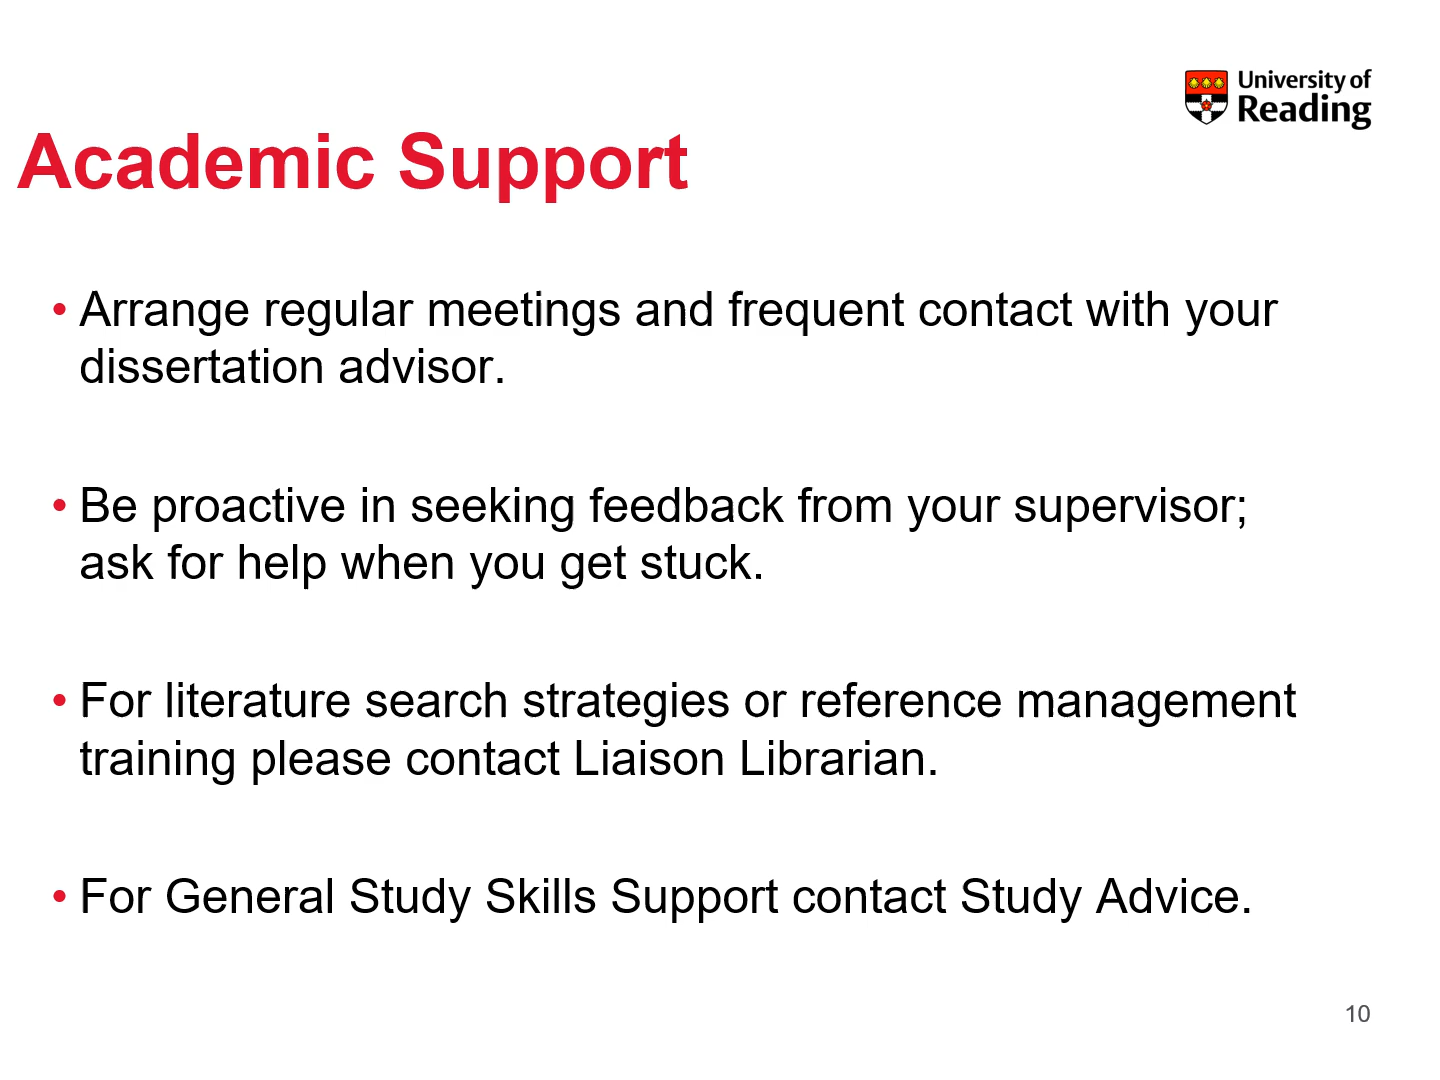 University of
Reading
Academic Support
• Arrange regular meetings and frequent contact with your
dissertation advisor.
• Be proactive in seeking feedback from your supervisor;
ask for help when you get stuck.
• For literature search strategies or reference management
training please contact Liaison Librarian.
• For General Study Skills Support contact Study Advice.
10